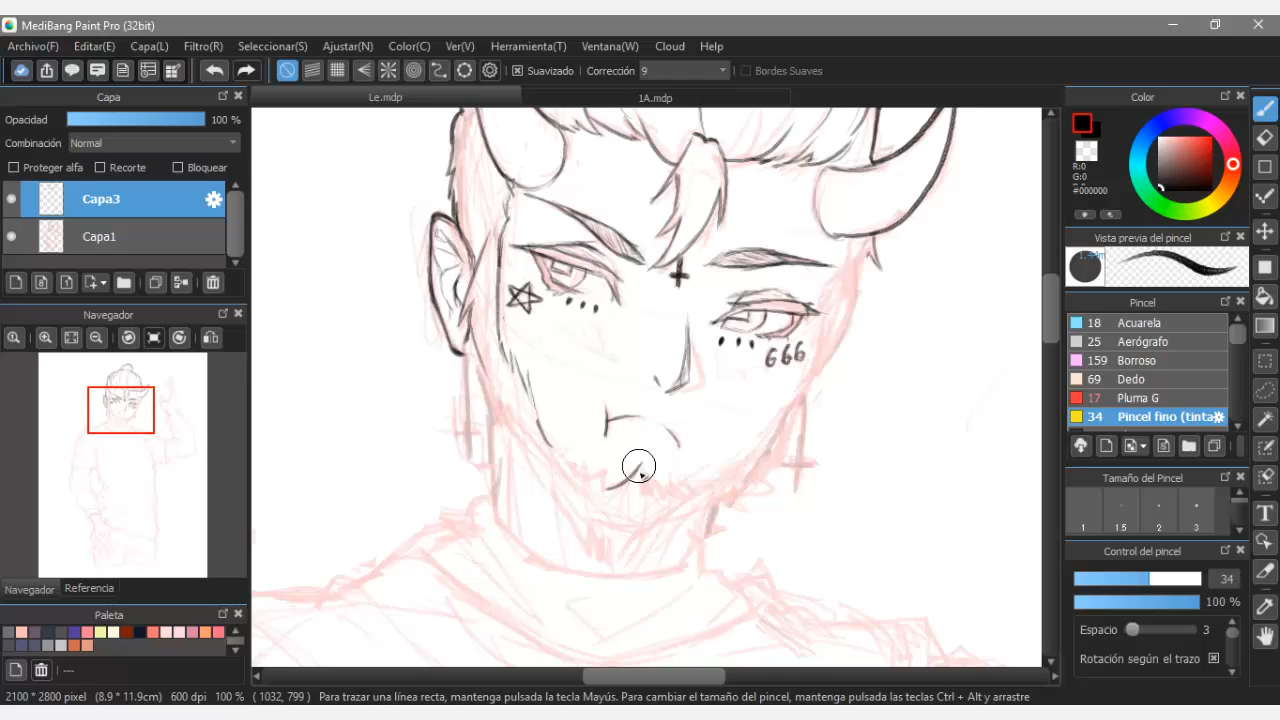 MediBang Paint Pro (32bit)
Archivo(F) Editar(E) Capa(L) Filtro(R) Seleccionar(S) Ajustar(N) Color(C) Ver(V) Herramienta(T) Ventana(W) Cloud Help
Suavizado Corrección 9 Bordes Suaves
Capa
Le.mdp 1A.mdp
Color
Opacidad 100 %
Combinación Normal
Proteger alfa Recorte Bloquear
R:0
G:0
#000000
Capa3
Capa1
Vista previa del pincel
Pincel
Navegador
18 Acuarela
25 Aerógrafo
159 Borroso
69 Dedo
17 Pluma G
34 Pincel fino (tinta
666
Tamaño del Pincel
1 1.5 2 3
Control del pincel
34
100 %
Espacio 3
Rotación según el trazo
Navegador Referencia
Paleta
---
2100 * 2800 pixel (8.9 * 11.9cm) 600 dpi 100 % ( 1032, 799 ) Para trazar una línea recta, mantenga pulsada la tecla Mayús. Para cambiar el tamaño del pincel, mantenga pulsada las teclas Ctrl + Alt y arrastre